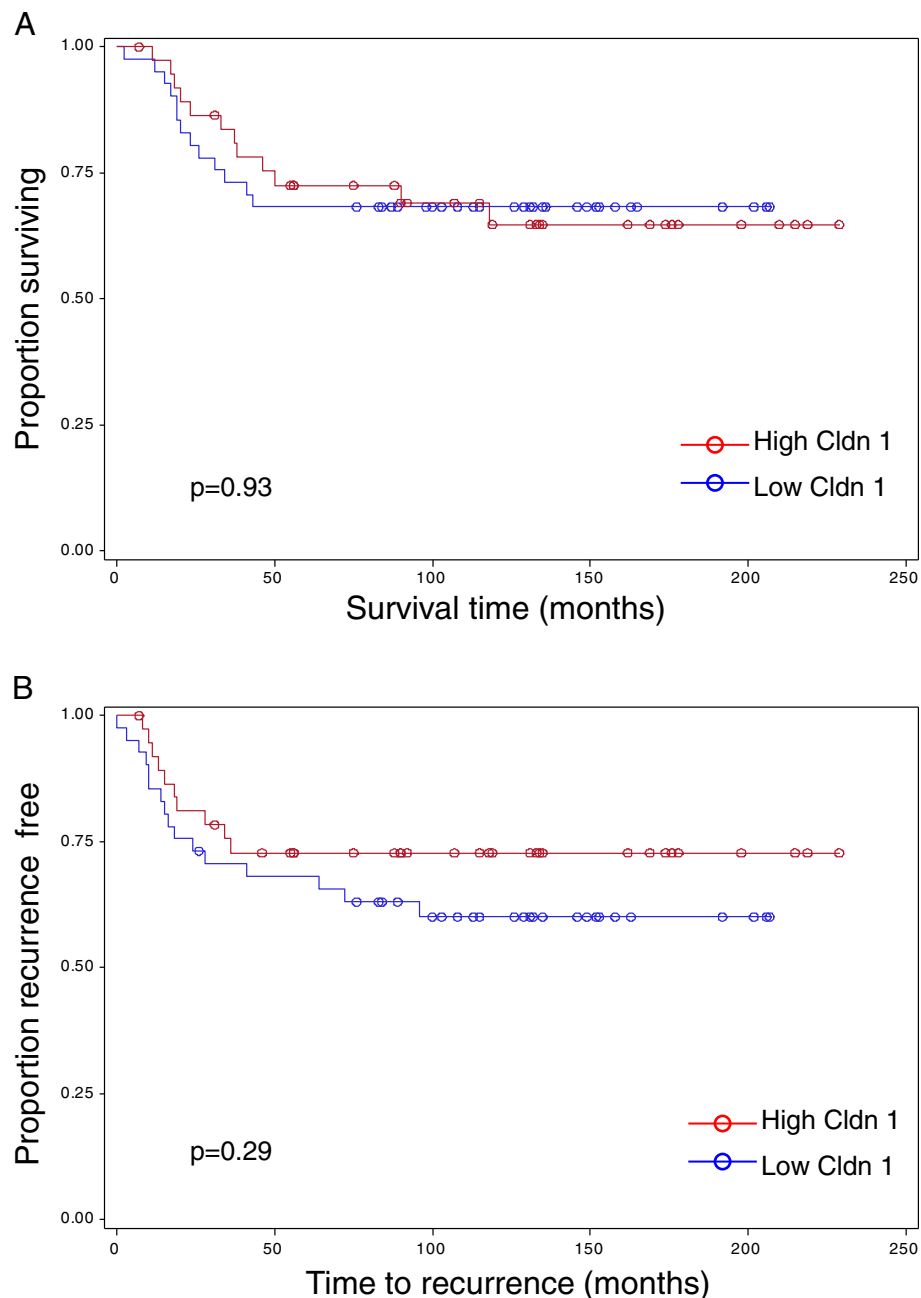 A
Proportion surviving
1.00
0.75
0.50
0.25
0.00
High Cldn 1
Low Cldn 1
p=0.93
0 50 100 150 200 250
Survival time (months)
B
Proportion recurrence free
1.00
0.75
0.50
0.25
0.00
High Cldn 1
Low Cldn 1
p=0.29
0 50 100 150 200 250
Time to recurrence (months)